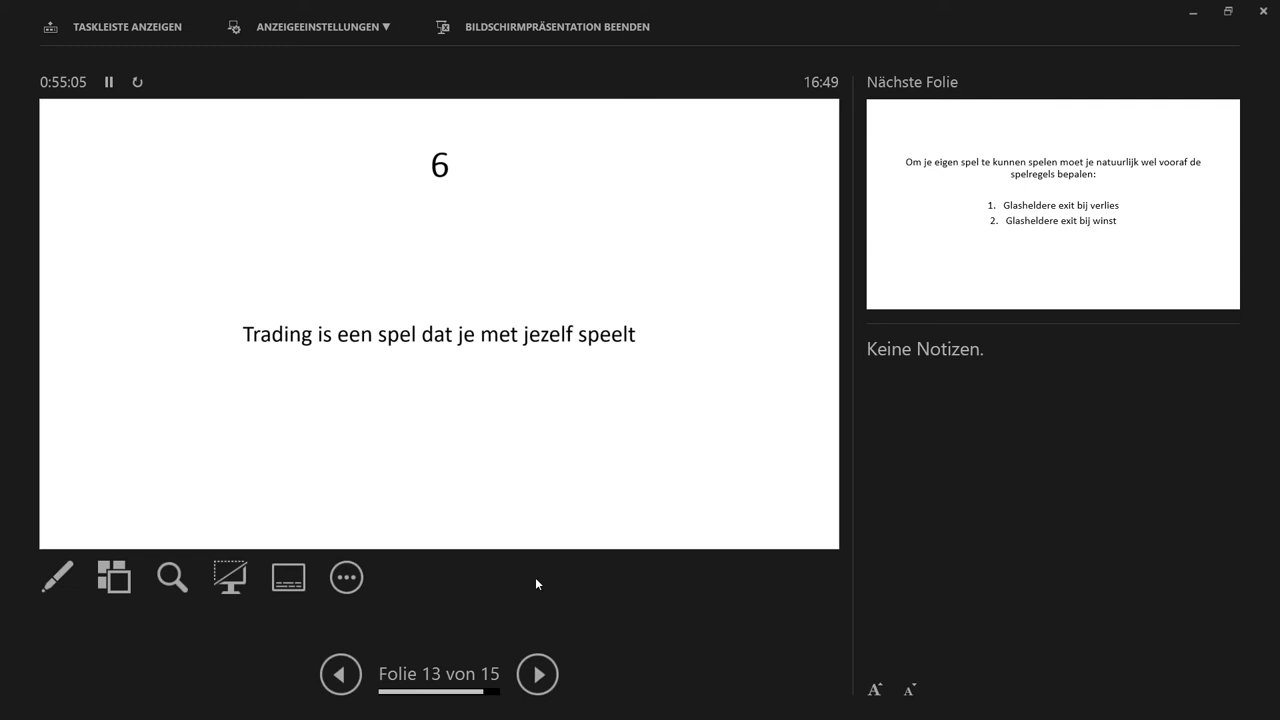 TASKLEISTE ANZEIGEN
ANZEIGEEINSTELLUNGEN ▼
BILDSCHIRMPRÄSENTATION BEENDEN
0:55:05
16:49
6
Trading is een spel dat je met jezelf speelt
Folie 13 von 15
Nächste Folie
Om je eigen spel te kunnen spelen moet je natuurlijk wel vooraf de
spelregels bepalen:
1. Glasheldere exit bij verlies
2. Glasheldere exit bij winst
Keine Notizen.
A A